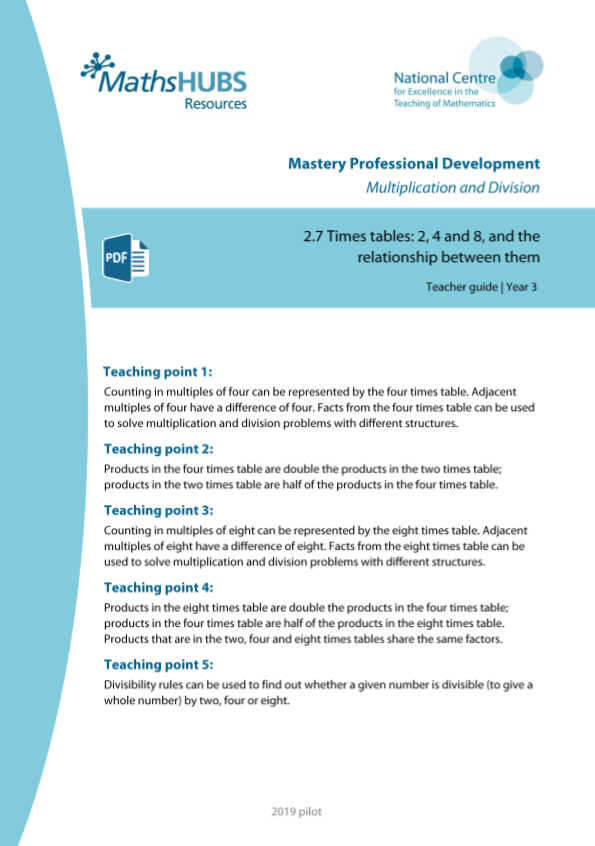 MathsHUBS
Resources
National Centre
for Excellence in the
Teaching of Mathematics
Mastery Professional Development
Multiplication and Division
PDF
2.7 Times tables: 2, 4 and 8, and the
relationship between them
Teacher guide | Year 3
Teaching point 1:
Counting in multiples of four can be represented by the four times table. Adjacent
multiples of four have a difference of four. Facts from the four times table can be used
to solve multiplication and division problems with different structures.
Teaching point 2:
Products in the four times table are double the products in the two times table;
products in the two times table are half of the products in the four times table.
Teaching point 3:
Counting in multiples of eight can be represented by the eight times table. Adjacent
multiples of eight have a difference of eight. Facts from the eight times table can be
used to solve multiplication and division problems with different structures.
Teaching point 4:
Products in the eight times table are double the products in the four times table;
products in the four times table are half of the products in the eight times table.
Products that are in the two, four and eight times tables share the same factors.
Teaching point 5:
Divisibility rules can be used to find out whether a given number is divisible (to give a
whole number) by two, four or eight.
2019 pilot